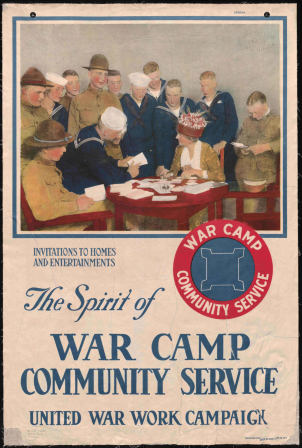 INVITATIONS TO HOMES
AND ENTERTAINMENTS
WAR CAMP
COMMUNITY SERVICE
The Spirit of
WAR CAMP
COMMUNITY SERVICE
UNITED WAR WORK CAMPAIGN